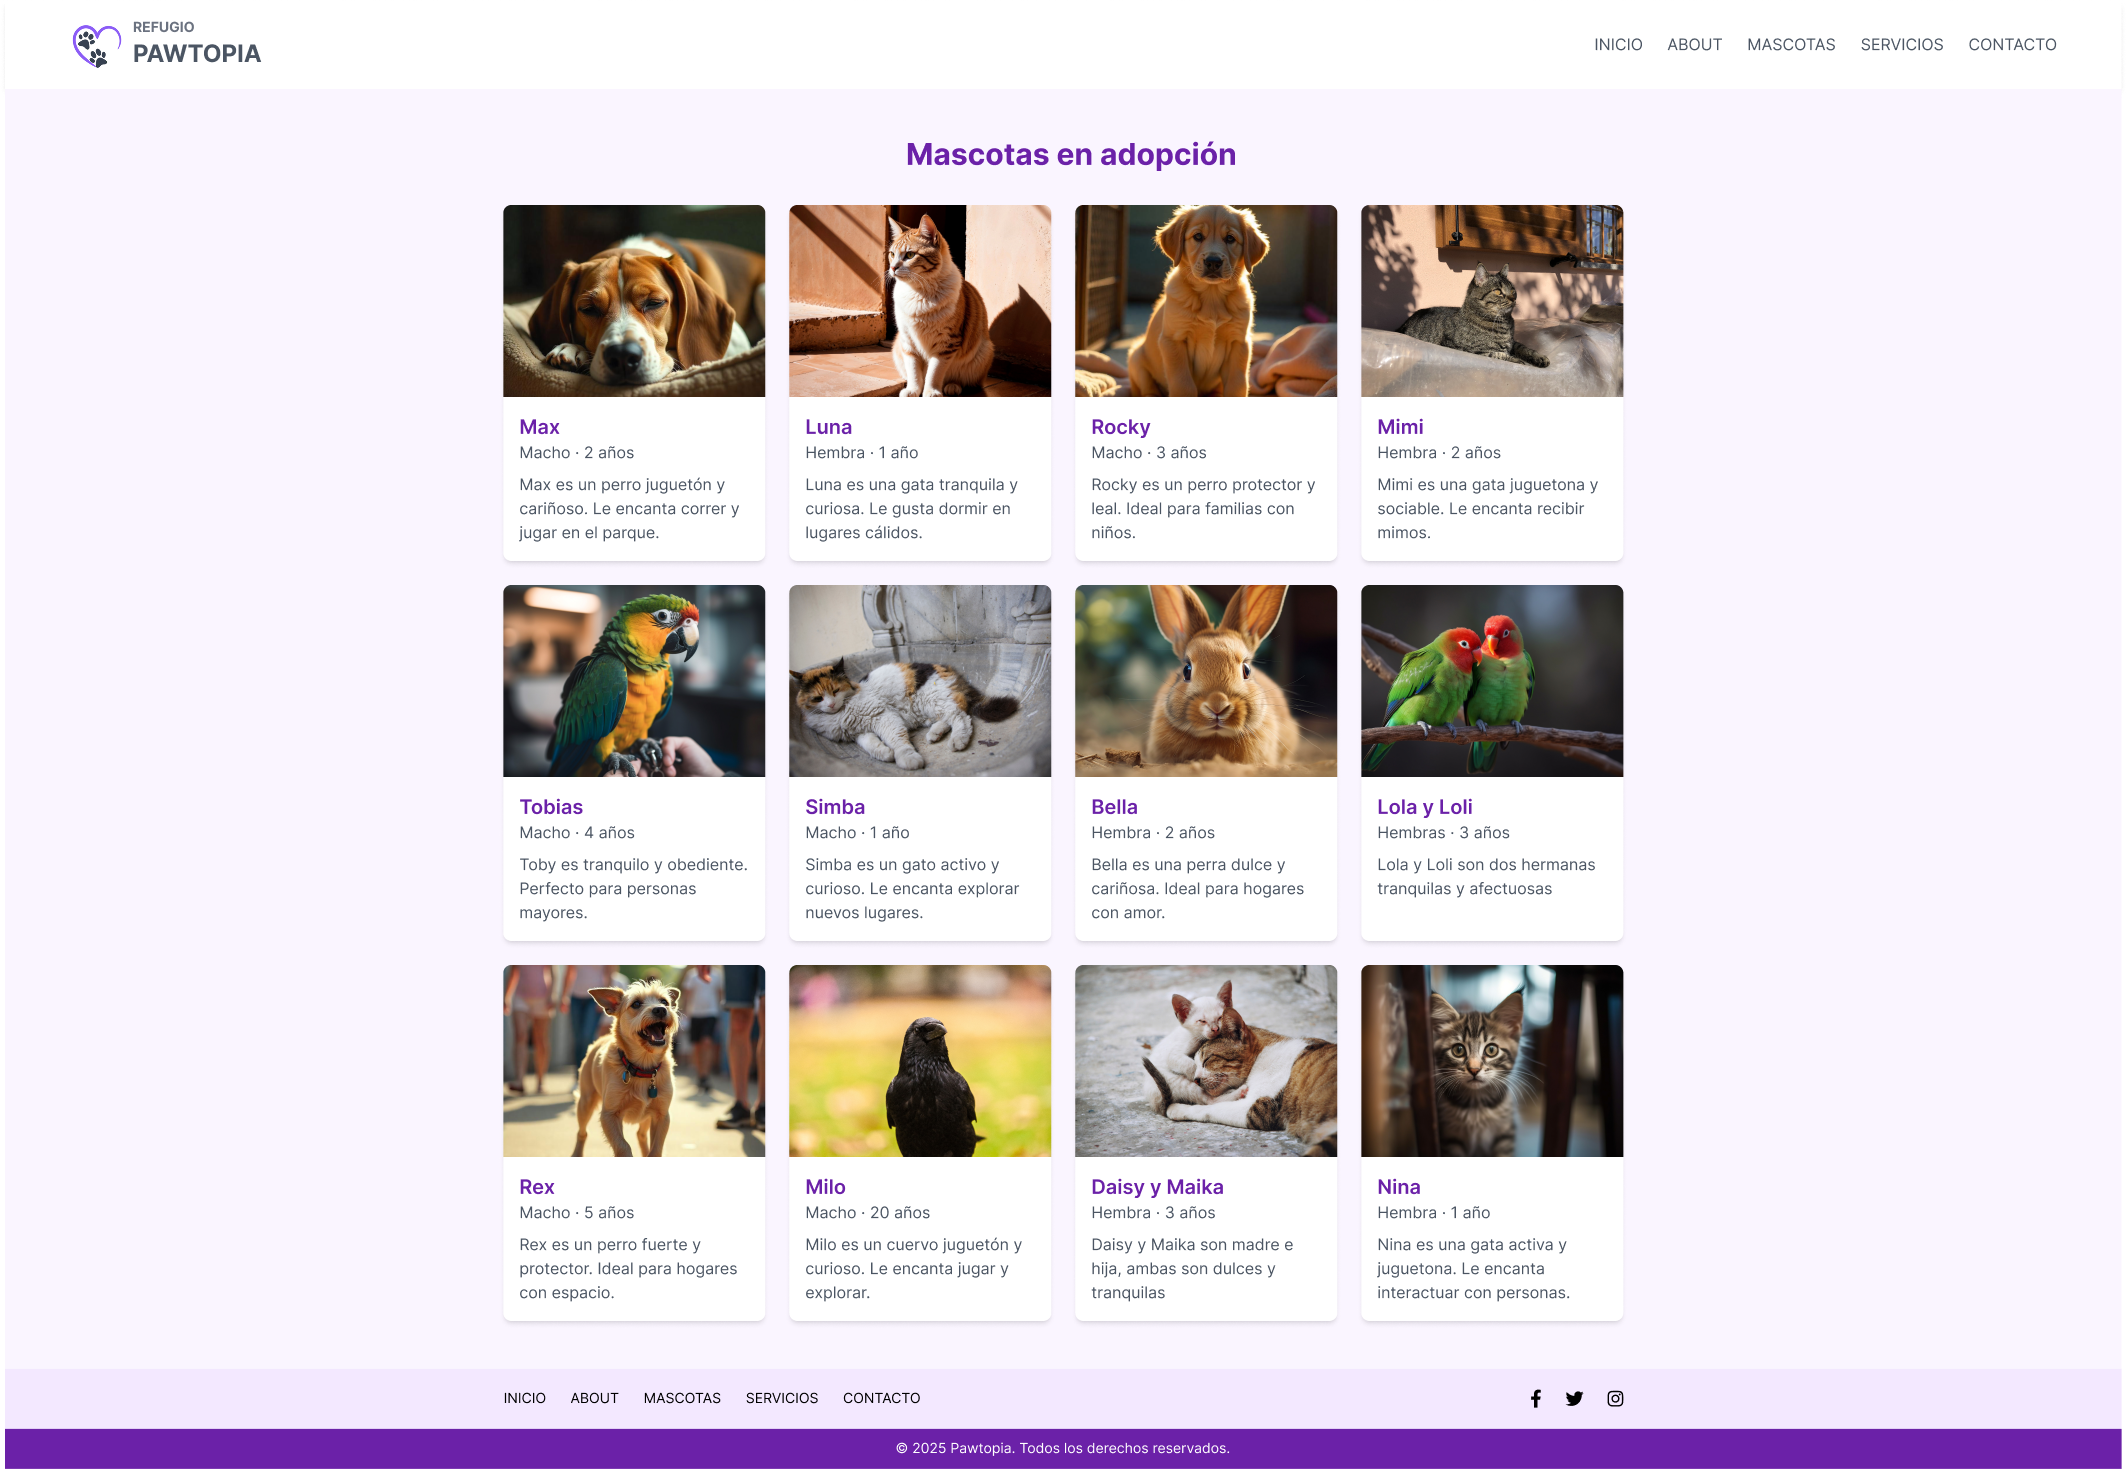 REFUGIO
PAWTOPIA
INICIO ABOUT MASCOTAS SERVICIOS CONTACTO
Mascotas en adopción
Max
Macho · 2 años
Max es un perro juguetón y
cariñoso. Le encanta correr y
jugar en el parque.
Luna
Hembra · 1 año
Luna es una gata tranquila y
curiosa. Le gusta dormir en
lugares cálidos.
Rocky
Macho · 3 años
Rocky es un perro protector y
leal. Ideal para familias con
niños.
Mimi
Hembra · 2 años
Mimi es una gata juguetona y
sociable. Le encanta recibir
mimos.
Tobias
Macho · 4 años
Toby es tranquilo y obediente.
Perfecto para personas
mayores.
Simba
Macho · 1 año
Simba es un gato activo y
curioso. Le encanta explorar
nuevos lugares.
Bella
Hembra · 2 años
Bella es una perra dulce y
cariñosa. Ideal para hogares
con amor.
Lola y Loli
Hembras · 3 años
Lola y Loli son dos hermanas
tranquilas y afectuosas
Rex
Macho · 5 años
Rex es un perro fuerte y
protector. Ideal para hogares
con espacio.
Milo
Macho · 20 años
Milo es un cuervo juguetón y
curioso. Le encanta jugar y
explorar.
Daisy y Maika
Hembra · 3 años
Daisy y Maika son madre e
hija, ambas son dulces y
tranquilas
Nina
Hembra · 1 año
Nina es una gata activa y
juguetona. Le encanta
interactuar con personas.
INICIO ABOUT MASCOTAS SERVICIOS CONTACTO
© 2025 Pawtopia. Todos los derechos reservados.